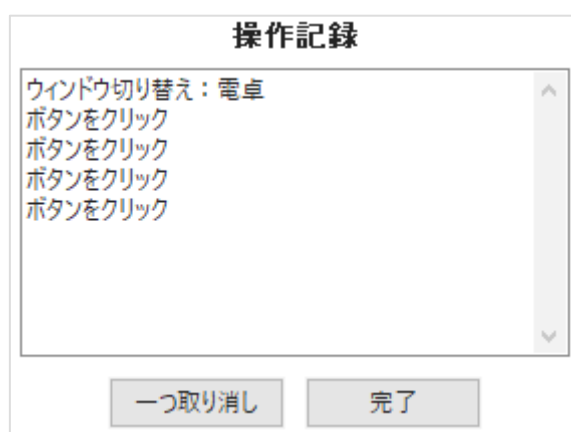 操作記録
ウィンドウ切り替え：電卓
ボタンをクリック
ボタンをクリック
ボタンをクリック
ボタンをクリック
一つ取り消し
完了